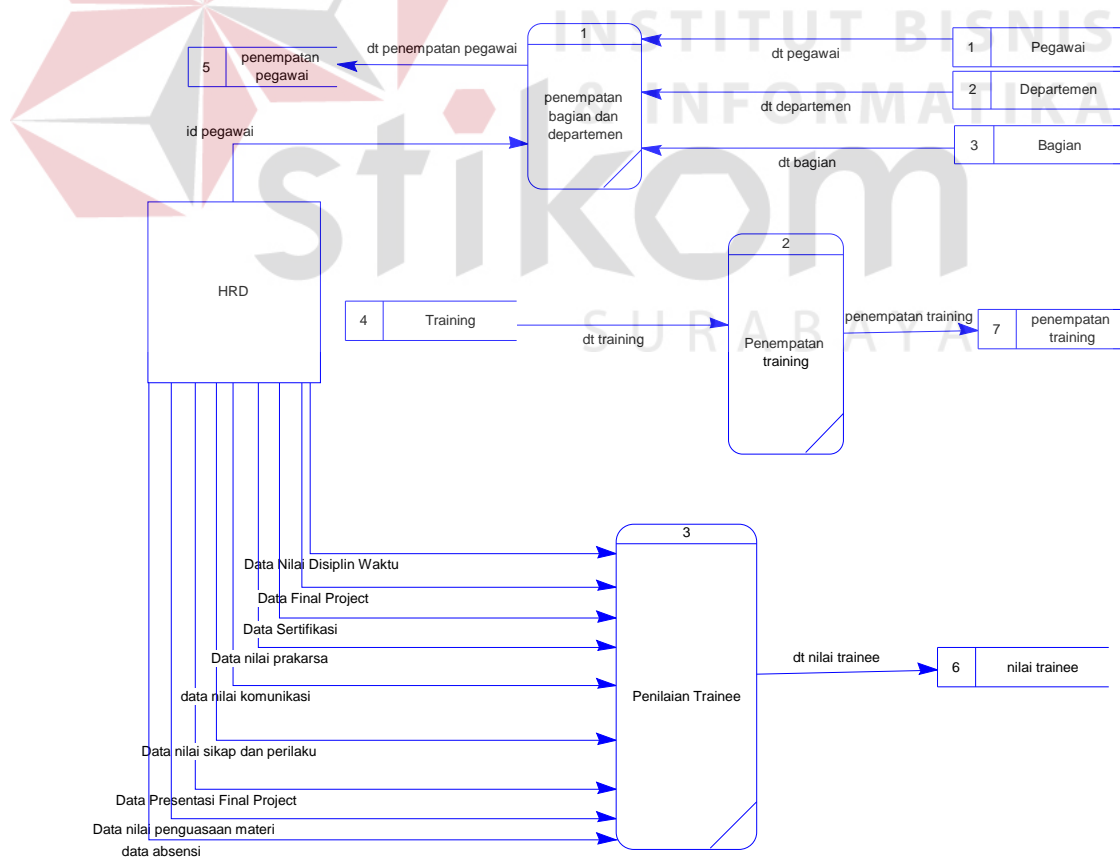 INSTITUT BISNIS
& INFORMATIKA
stikom
SURABAYA
1
penempatan
bagian dan
departemen
dt penempatan pegawai
5
penempatan
pegawai
dt pegawai
1
Pegawai
dt departemen
2
Departemen
dt bagian
3
Bagian
id pegawai
HRD
4
Training
dt training
2
Penempatan
training
penempatan training
7
penempatan
training
3
Penilaian Trainee
Data Nilai Disiplin Waktu
Data Final Project
Data Sertifikasi
Data nilai prakarsa
data nilai komunikasi
Data nilai sikap dan perilaku
Data Presentasi Final Project
Data nilai penguasaan materi
data absensi
dt nilai trainee
6
nilai trainee